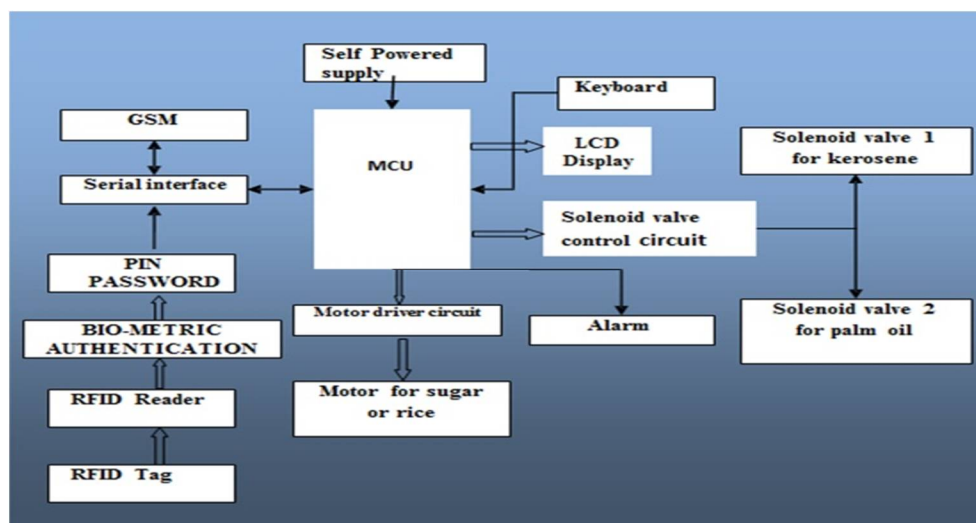 Self Powered
supply
Keyboard
GSM
MCU
LCD
Display
Solenoid valve 1
for kerosene
Serial interface
Solenoid valve
control circuit
PIN
PASSWORD
Motor driver circuit
Alarm
Solenoid valve 2
for palm oil
BIO-METRIC
AUTHENTICATION
RFID Reader
Motor for sugar
or rice
RFID Tag